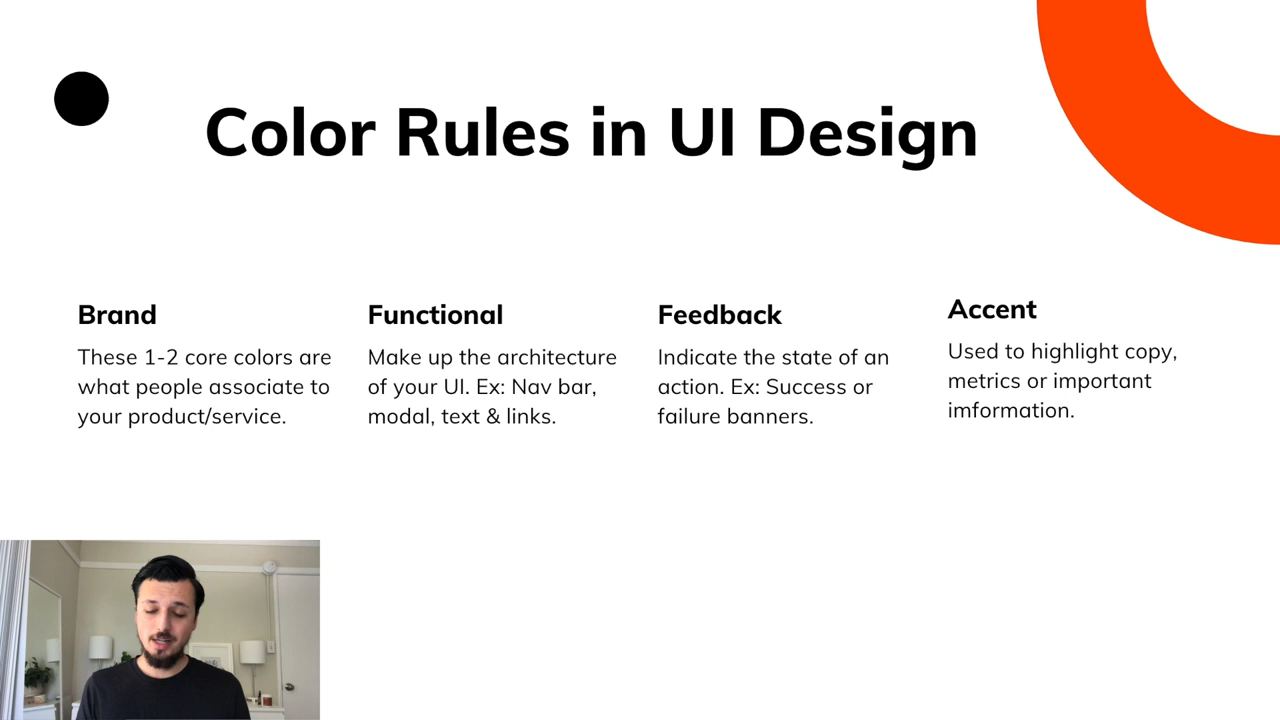 Color Rules in UI Design
Brand
These 1-2 core colors are
what people associate to
your product/service.
Functional
Make up the architecture
of your UI. Ex: Nav bar,
modal, text & links.
Feedback
Indicate the state of an
action. Ex: Success or
failure banners.
Accent
Used to highlight copy,
metrics or important
imformation.